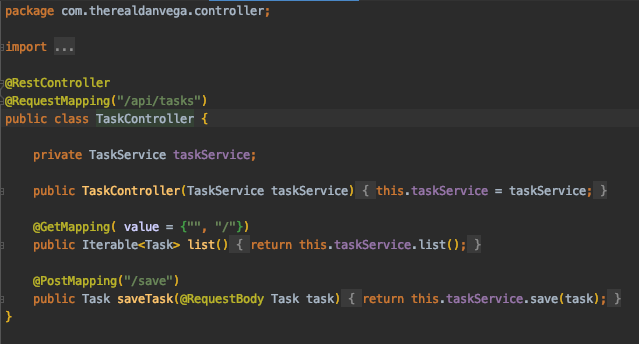 package com.therealdanvega.controller;
import ...
@RestController
@RequestMapping("/api/tasks")
public class TaskController {
private TaskService taskService;
public TaskController(TaskService taskService) { this.taskService = taskService; }
@GetMapping( value = {"", "/"})
public Iterable<Task> list() { return this.taskService.list(); }
@PostMapping("/save")
public Task saveTask(@RequestBody Task task) { return this.taskService.save(task); }
}